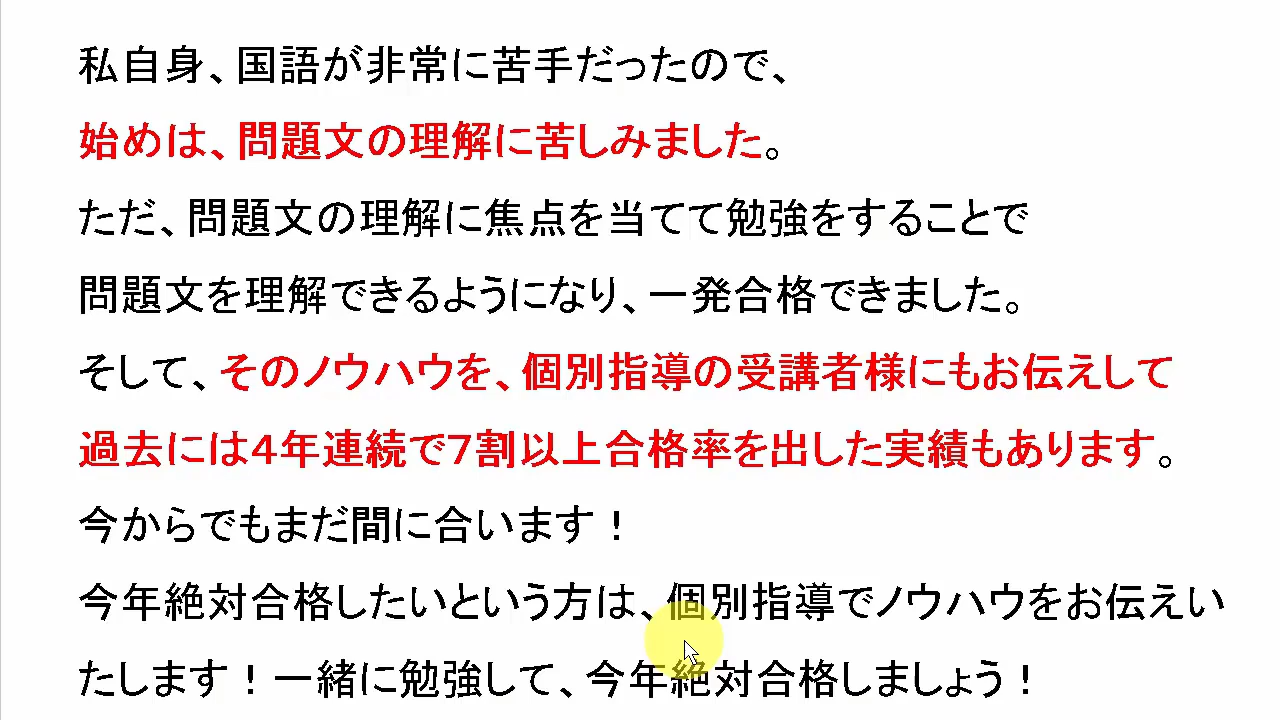 私自身、国語が非常に苦手だったので、
始めは、問題文の理解に苦しみました。
ただ、問題文の理解に焦点を当てて勉強をすることで
問題文を理解できるようになり、一発合格できました。
そして、そのノウハウを、個別指導の受講者様にもお伝えして
過去には４年連続で７割以上合格率を出した実績もあります。
今からでもまだ間に合います！
今年絶対合格したいという方は、個別指導でノウハウをお伝えい
たします！一緒に勉強して、今年絶対合格しましょう！